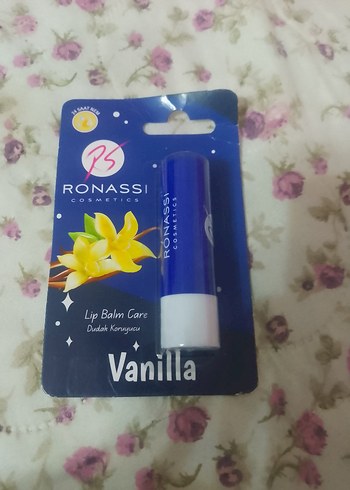 RONASSI
COSMETICS
Lip Balm Care
Dudak Koruyucu
Vanilla
RONASSI
COSMETICS